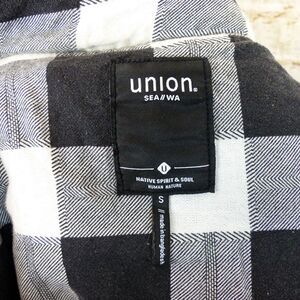 union.
SEA//WA
U
NATIVE SPIRIT & SOUL
HUMAN NATURE
S
// made in bangladesh